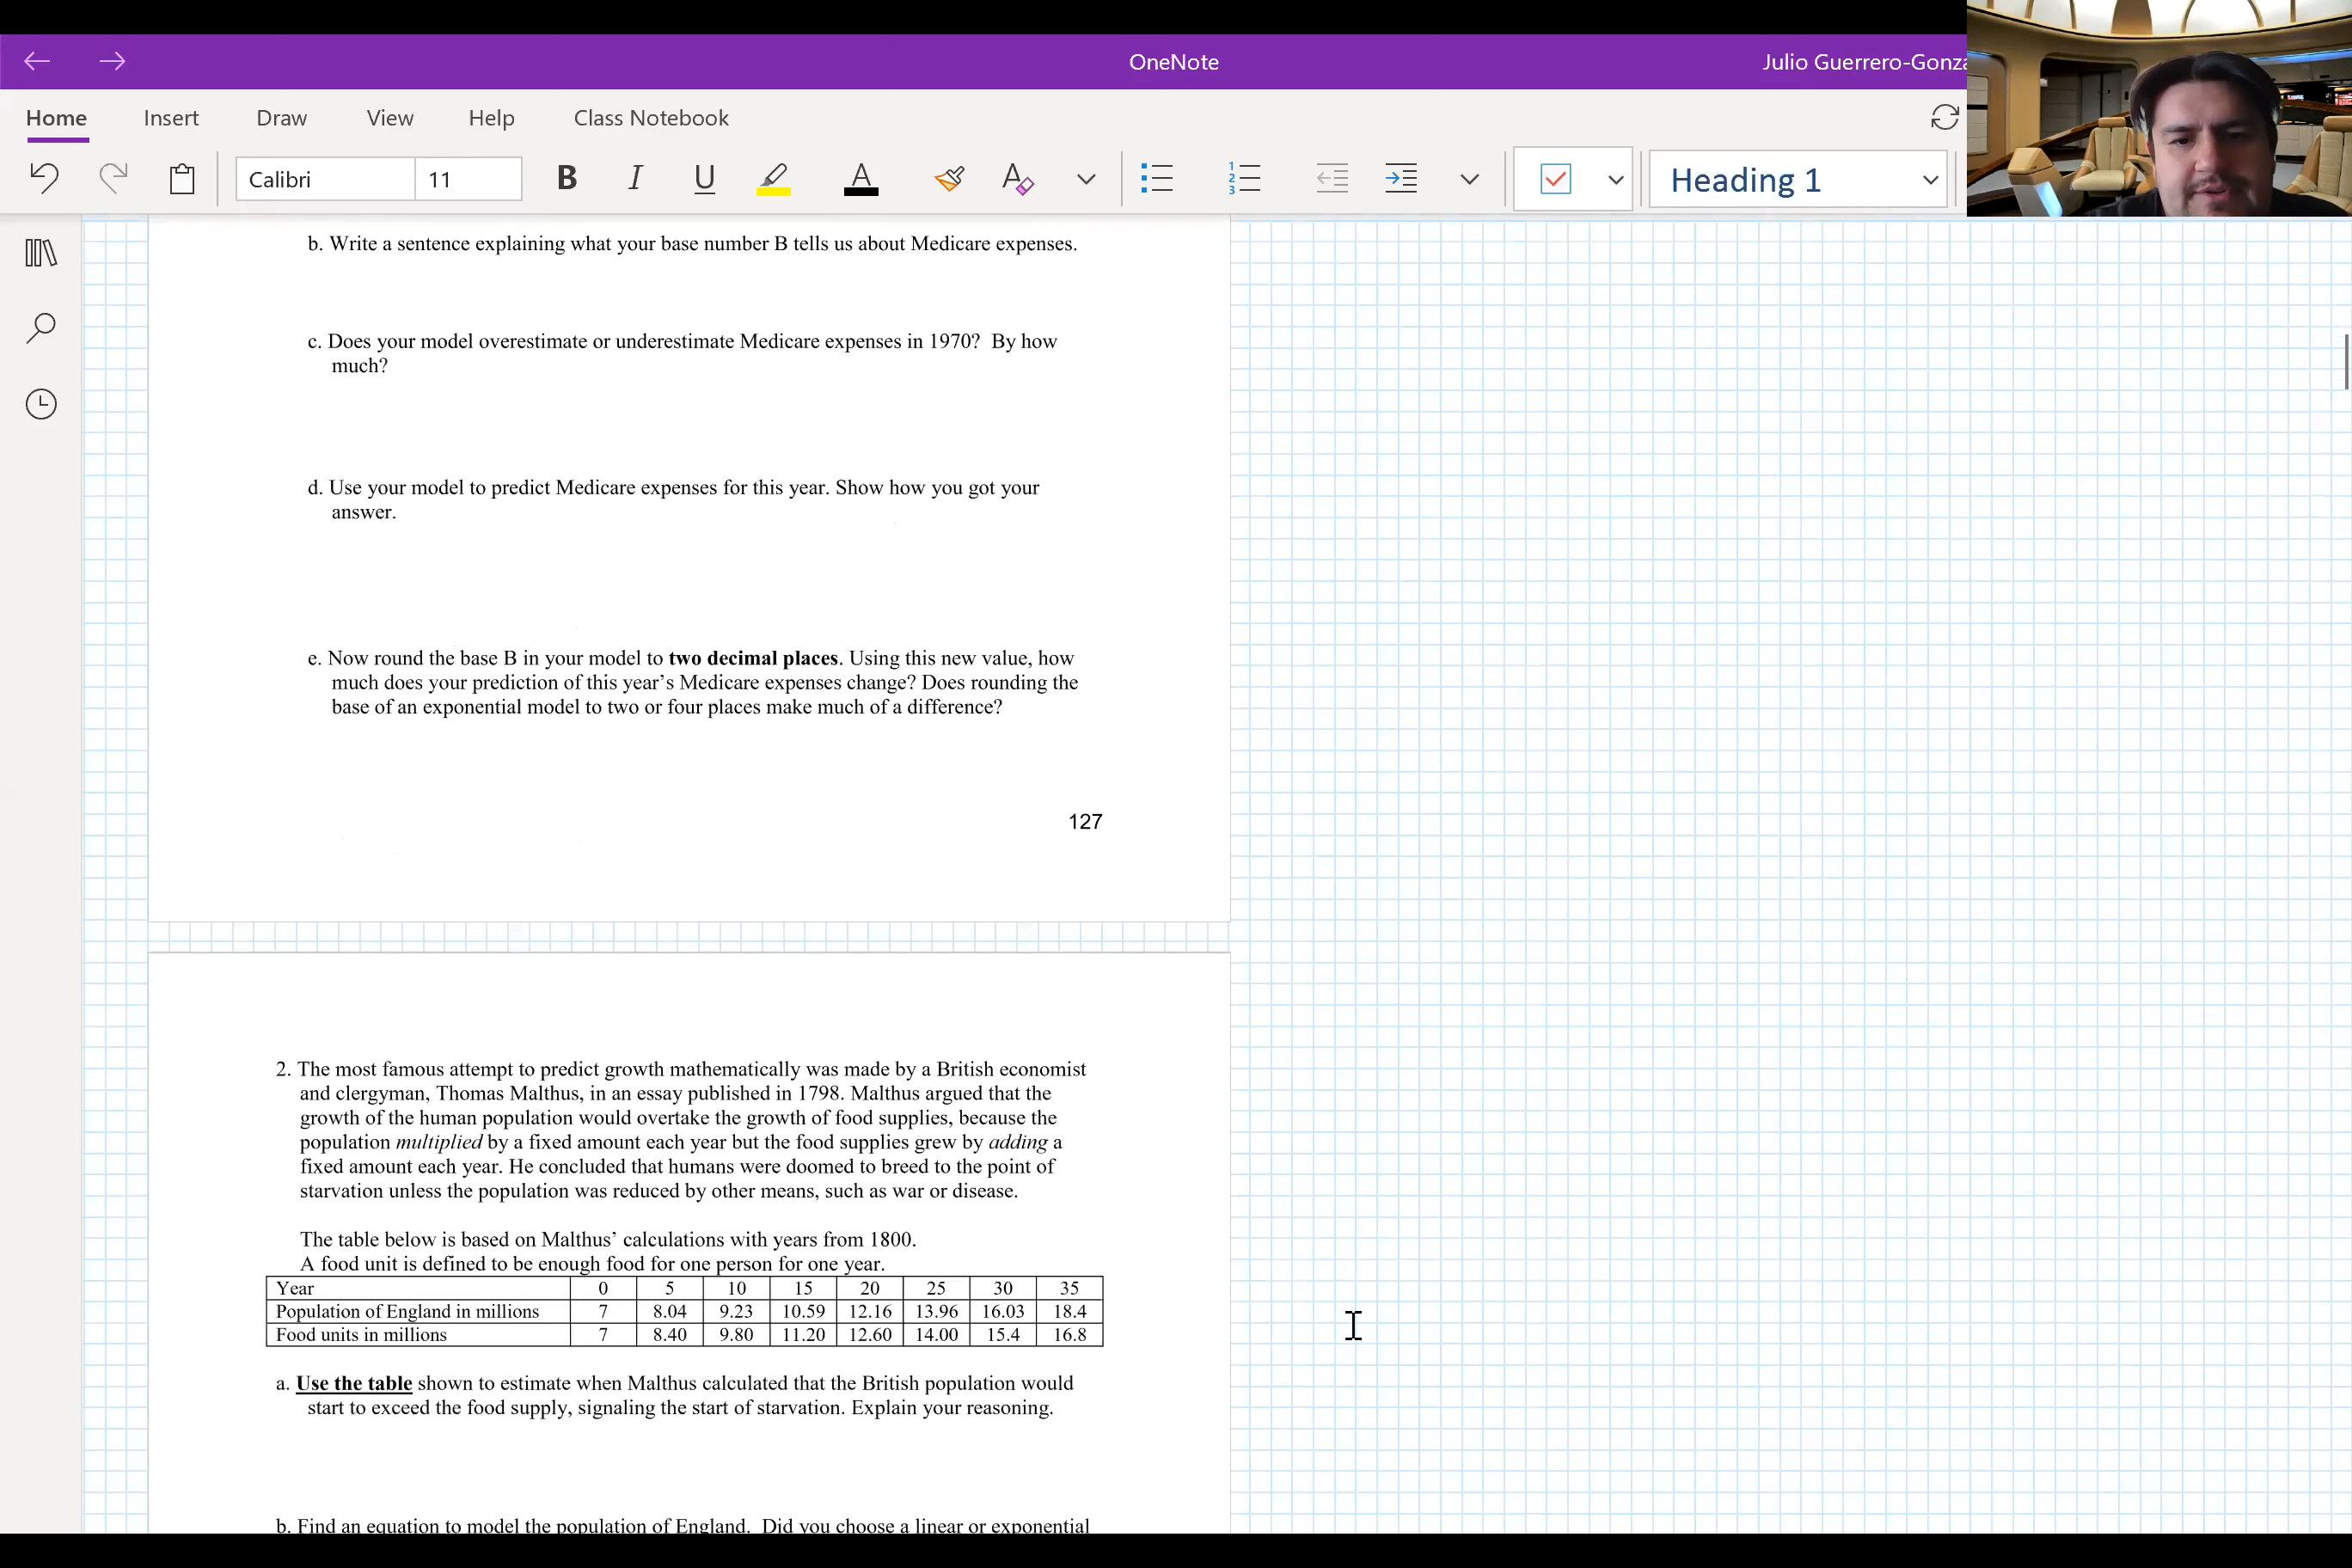 OneNote
Julio Guerrero-Gonza
Home Insert Draw View Help Class Notebook
Calibri 11 B I U A A Heading 1
b. Write a sentence explaining what your base number B tells us about Medicare expenses.
c. Does your model overestimate or underestimate Medicare expenses in 1970? By how
much?
d. Use your model to predict Medicare expenses for this year. Show how you got your
answer.
e. Now round the base B in your model to two decimal places. Using this new value, how
much does your prediction of this year's Medicare expenses change? Does rounding the
base of an exponential model to two or four places make much of a difference?
127
2. The most famous attempt to predict growth mathematically was made by a British economist
and clergyman, Thomas Malthus, in an essay published in 1798. Malthus argued that the
growth of the human population would overtake the growth of food supplies, because the
population multiplied by a fixed amount each year but the food supplies grew by adding a
fixed amount each year. He concluded that humans were doomed to breed to the point of
starvation unless the population was reduced by other means, such as war or disease.
The table below is based on Malthus' calculations with years from 1800.
A food unit is defined to be enough food for one person for one year.
Year 0 5 10 15 20 25 30 35
Population of England in millions 7 8.04 9.23 10.59 12.16 13.96 16.03 18.4
Food units in millions 7 8.40 9.80 11.20 12.60 14.00 15.4 16.8
a. Use the table shown to estimate when Malthus calculated that the British population would
start to exceed the food supply, signaling the start of starvation. Explain your reasoning.
b. Find an equation to model the population of England. Did you choose a linear or exponential